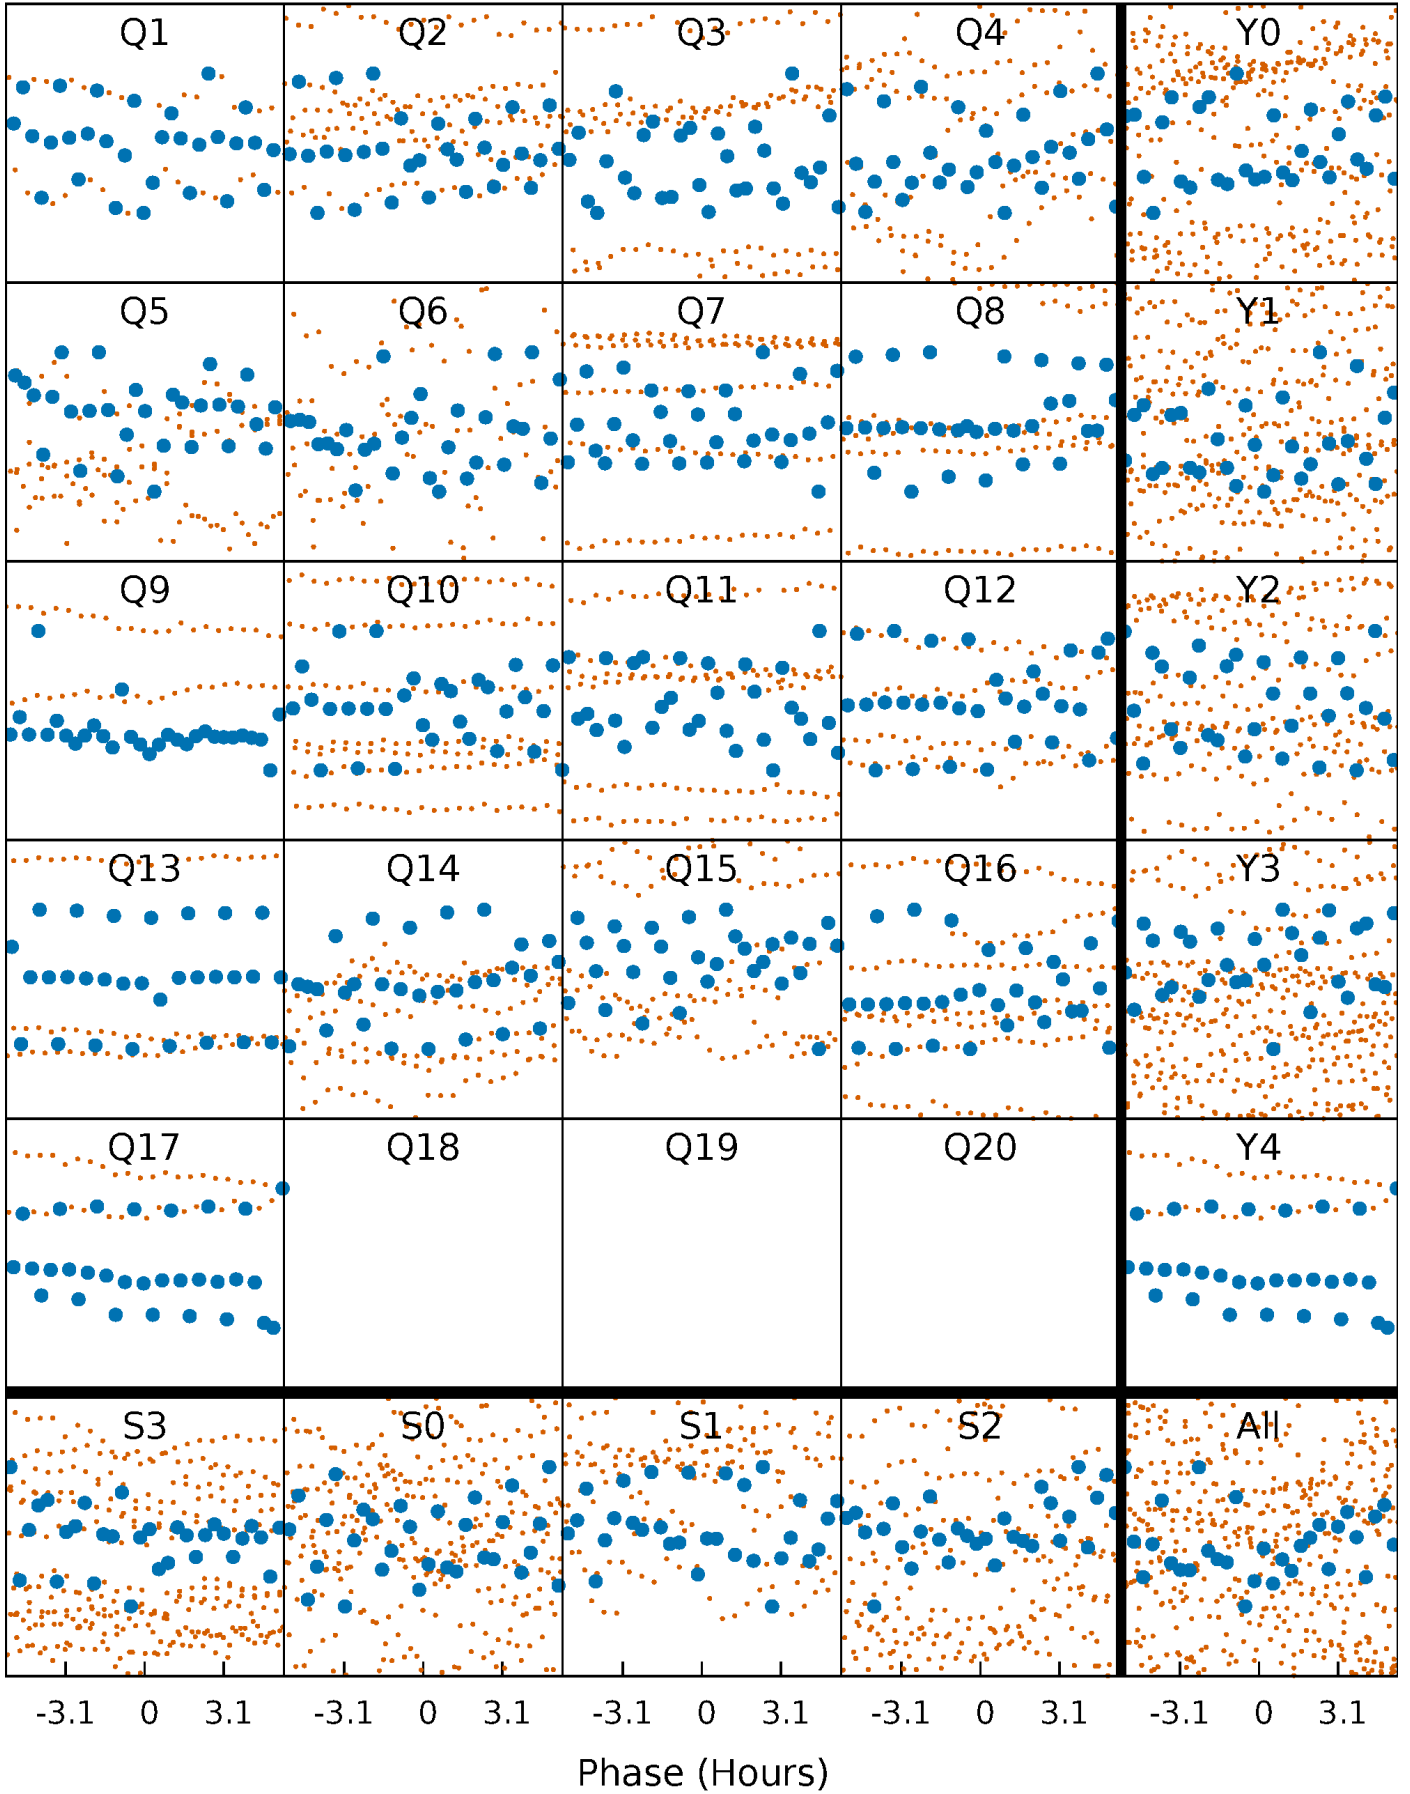 Q1 Q2 Q3 Q4 Y0
Q5 Q6 Q7 Q8 Y1
Q9 Q10 Q11 Q12 Y2
Q13 Q14 Q15 Q16 Y3
Q17 Q18 Q19 Q20 Y4
S3 S0 S1 S2 All
-3.1 0 3.1 -3.1 0 3.1 -3.1 0 3.1 -3.1 0 3.1 -3.1 0 3.1
Phase (Hours)